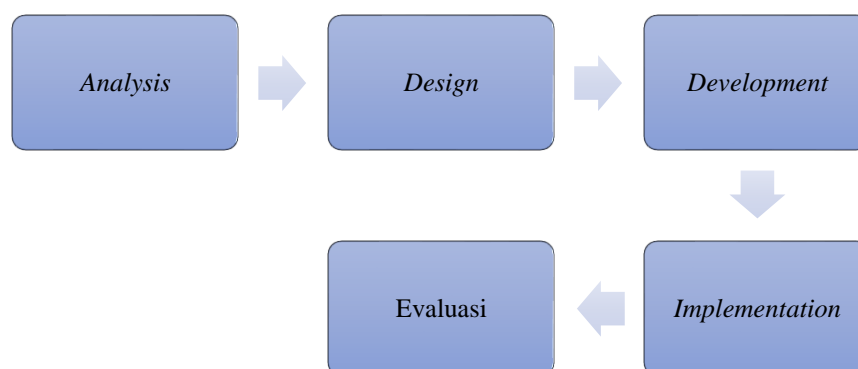 Analysis
Design
Development
Implementation
Evaluasi